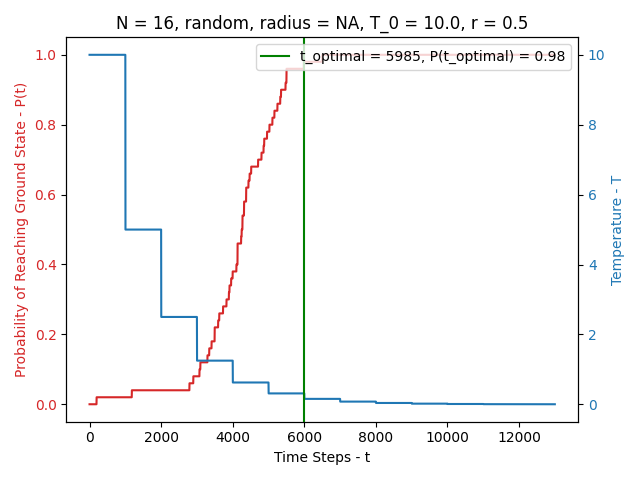 N = 16, random, radius = NA, T_0 = 10.0, r = 0.5
t_optimal = 5985, P(t_optimal) = 0.98
Probability of Reaching Ground State - P(t)
1.0
0.8
0.6
0.4
0.2
0.0
10
8
6
4
2
0
Temperature - T
0 2000 4000 6000 8000 10000 12000
Time Steps - t